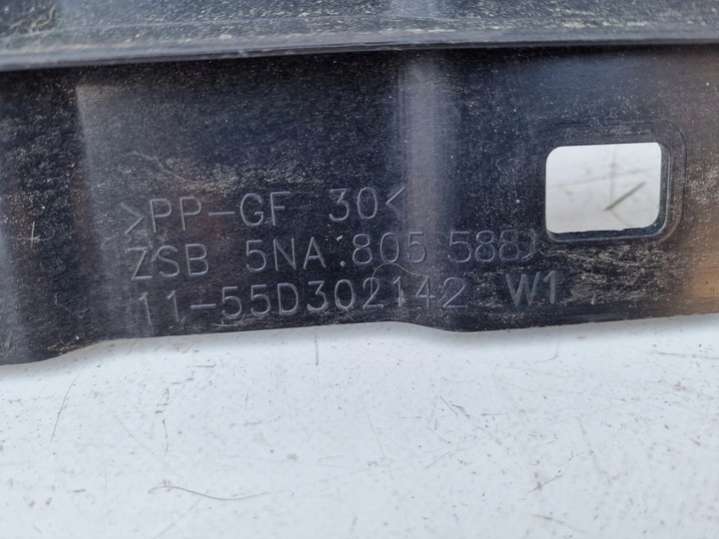 >PP-GF 30<
ZSB 5NA.805 588
11-55D302142 W1